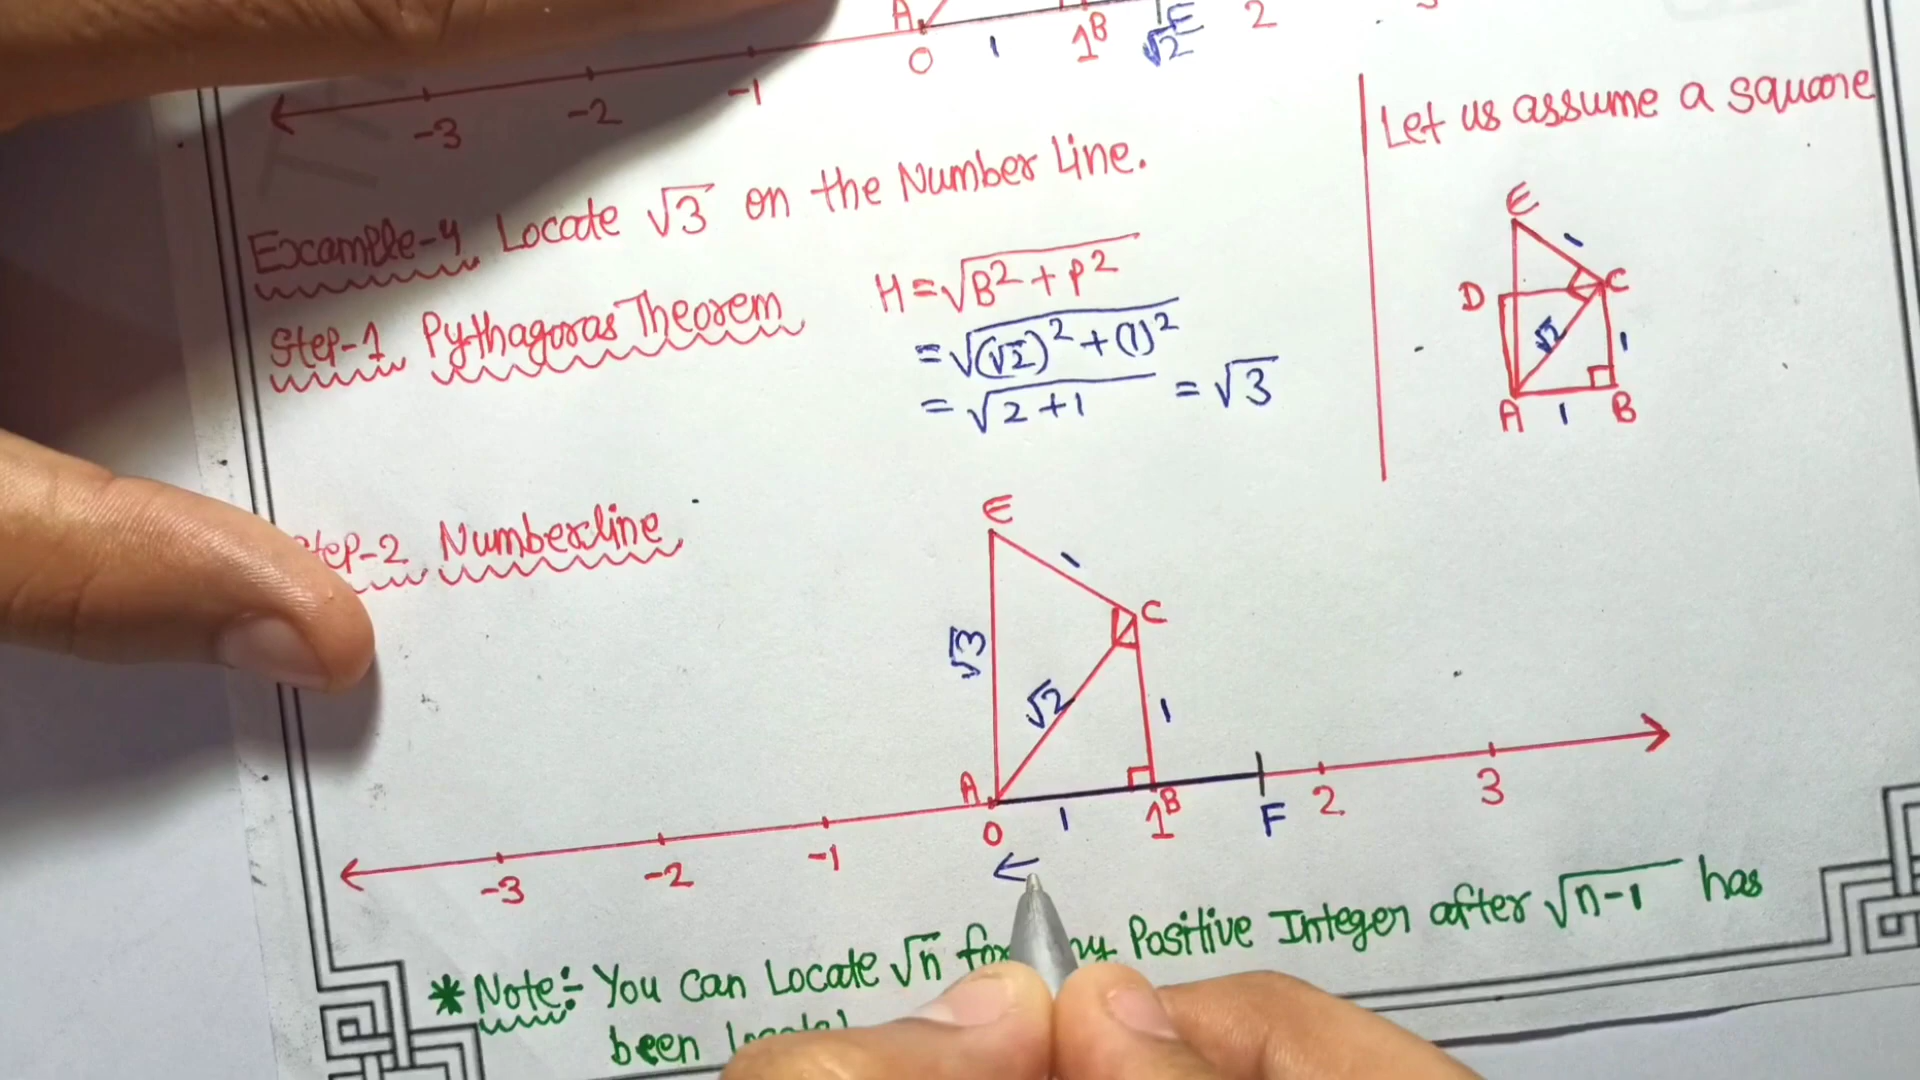 A
0 1 1 B √2 E 2
-3 -2 -1
Example-4 Locate √3 on the Number Line.
Step-1 Pythagoras Theorem
H = √B² + P²
= √(√2)² + (1)²
= √2+1 = √3
Let us assume a square
E
1
D C
√2 1
A 1 B
Step-2 Numberline
E
1
C
√3
√2 1
A
-3 -2 -1 0 1 1 B F 2 3
*Note:- You can Locate √n for Positive Integer after √n-1 has
been